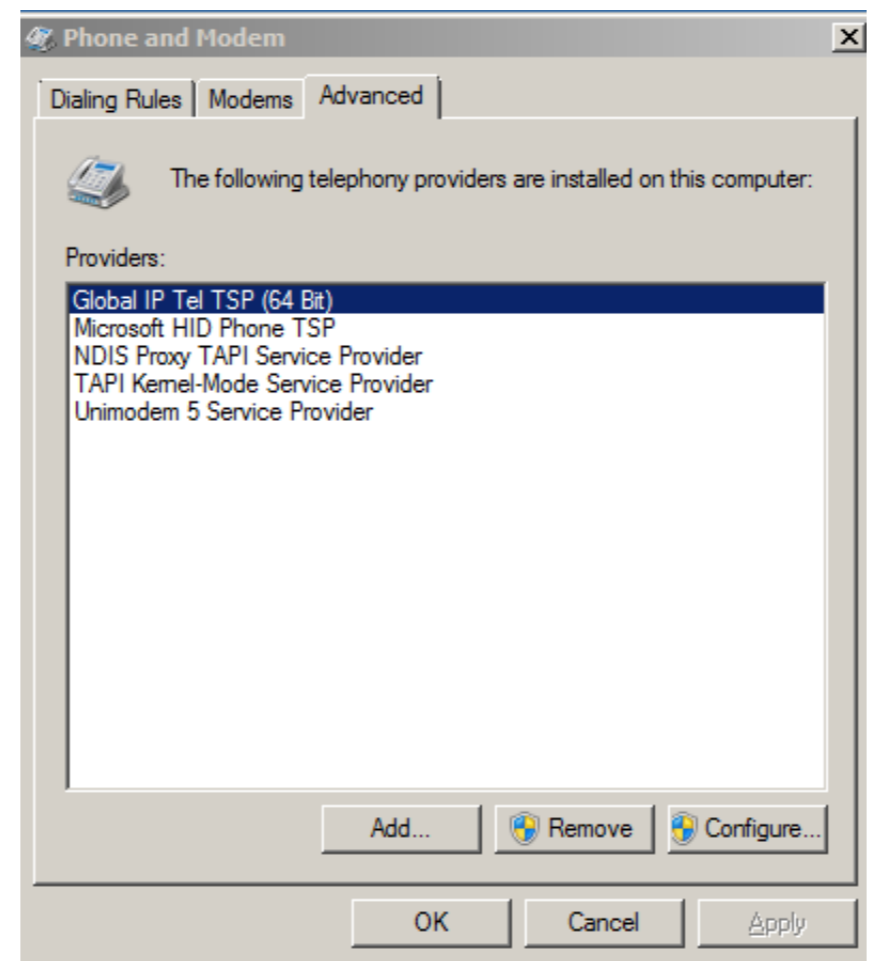 Phone and Modem
Dialing Rules Modems Advanced
The following telephony providers are installed on this computer:
Providers:
Global IP Tel TSP (64 Bit)
Microsoft HID Phone TSP
NDIS Proxy TAPI Service Provider
TAPI Kernel-Mode Service Provider
Unimodem 5 Service Provider
Add... Remove Configure...
OK Cancel Apply